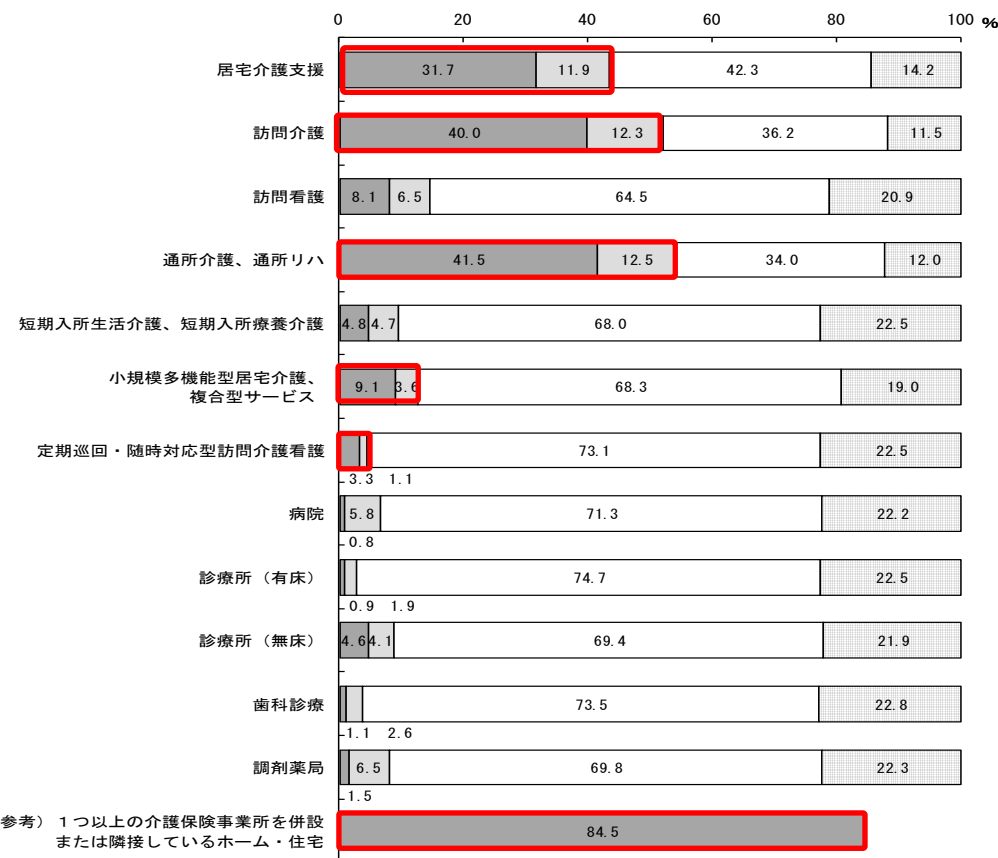 0 20 40 60 80 100 %
居宅介護支援 31.7 11.9 42.3 14.2
訪問介護 40.0 12.3 36.2 11.5
訪問看護 8.1 6.5 64.5 20.9
通所介護、通所リハ 41.5 12.5 34.0 12.0
短期入所生活介護、短期入所療養介護 4.8 4.7 68.0 22.5
小規模多機能型居宅介護、
複合型サービス 9.1 3.6 68.3 19.0
定期巡回・随時対応型訪問介護看護 73.1 22.5
3.3 1.1
病院 5.8 71.3 22.2
0.8
診療所（有床） 74.7 22.5
0.9 1.9
診療所（無床） 4.6 4.1 69.4 21.9
歯科診療 73.5 22.8
1.1 2.6
調剤薬局 6.5 69.8 22.3
1.5
参考）１つ以上の介護保険事業所を併設
または隣接しているホーム・住宅 84.5